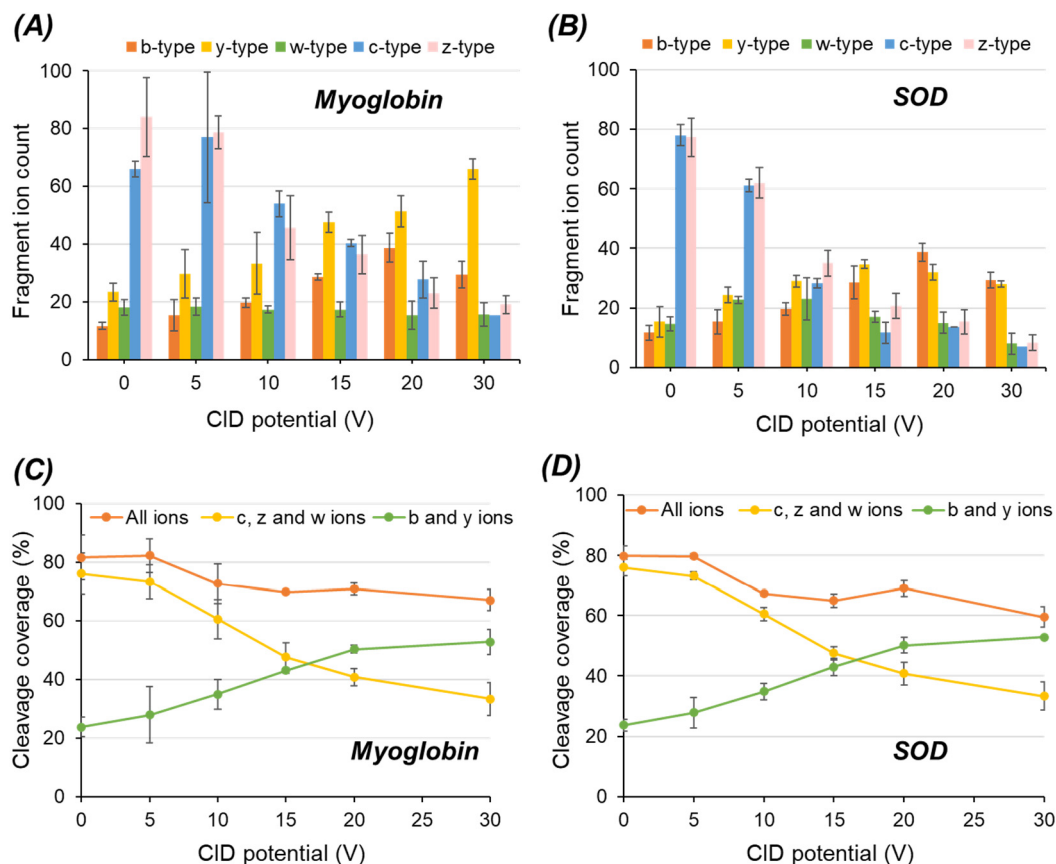 (A)
b-type y-type w-type c-type z-type
Myoglobin
Fragment ion count
100
80
60
40
20
0
0 5 10 15 20 30
CID potential (V)
(B)
b-type y-type w-type c-type z-type
SOD
Fragment ion count
100
80
60
40
20
0
0 5 10 15 20 30
CID potential (V)
(C)
All ions c, z and w ions b and y ions
Myoglobin
Cleavage coverage (%)
100
80
60
40
20
0
0 5 10 15 20 25 30
CID potential (V)
(D)
All ions c, z and w ions b and y ions
SOD
Cleavage coverage (%)
100
80
60
40
20
0
0 5 10 15 20 25 30
CID potential (V)